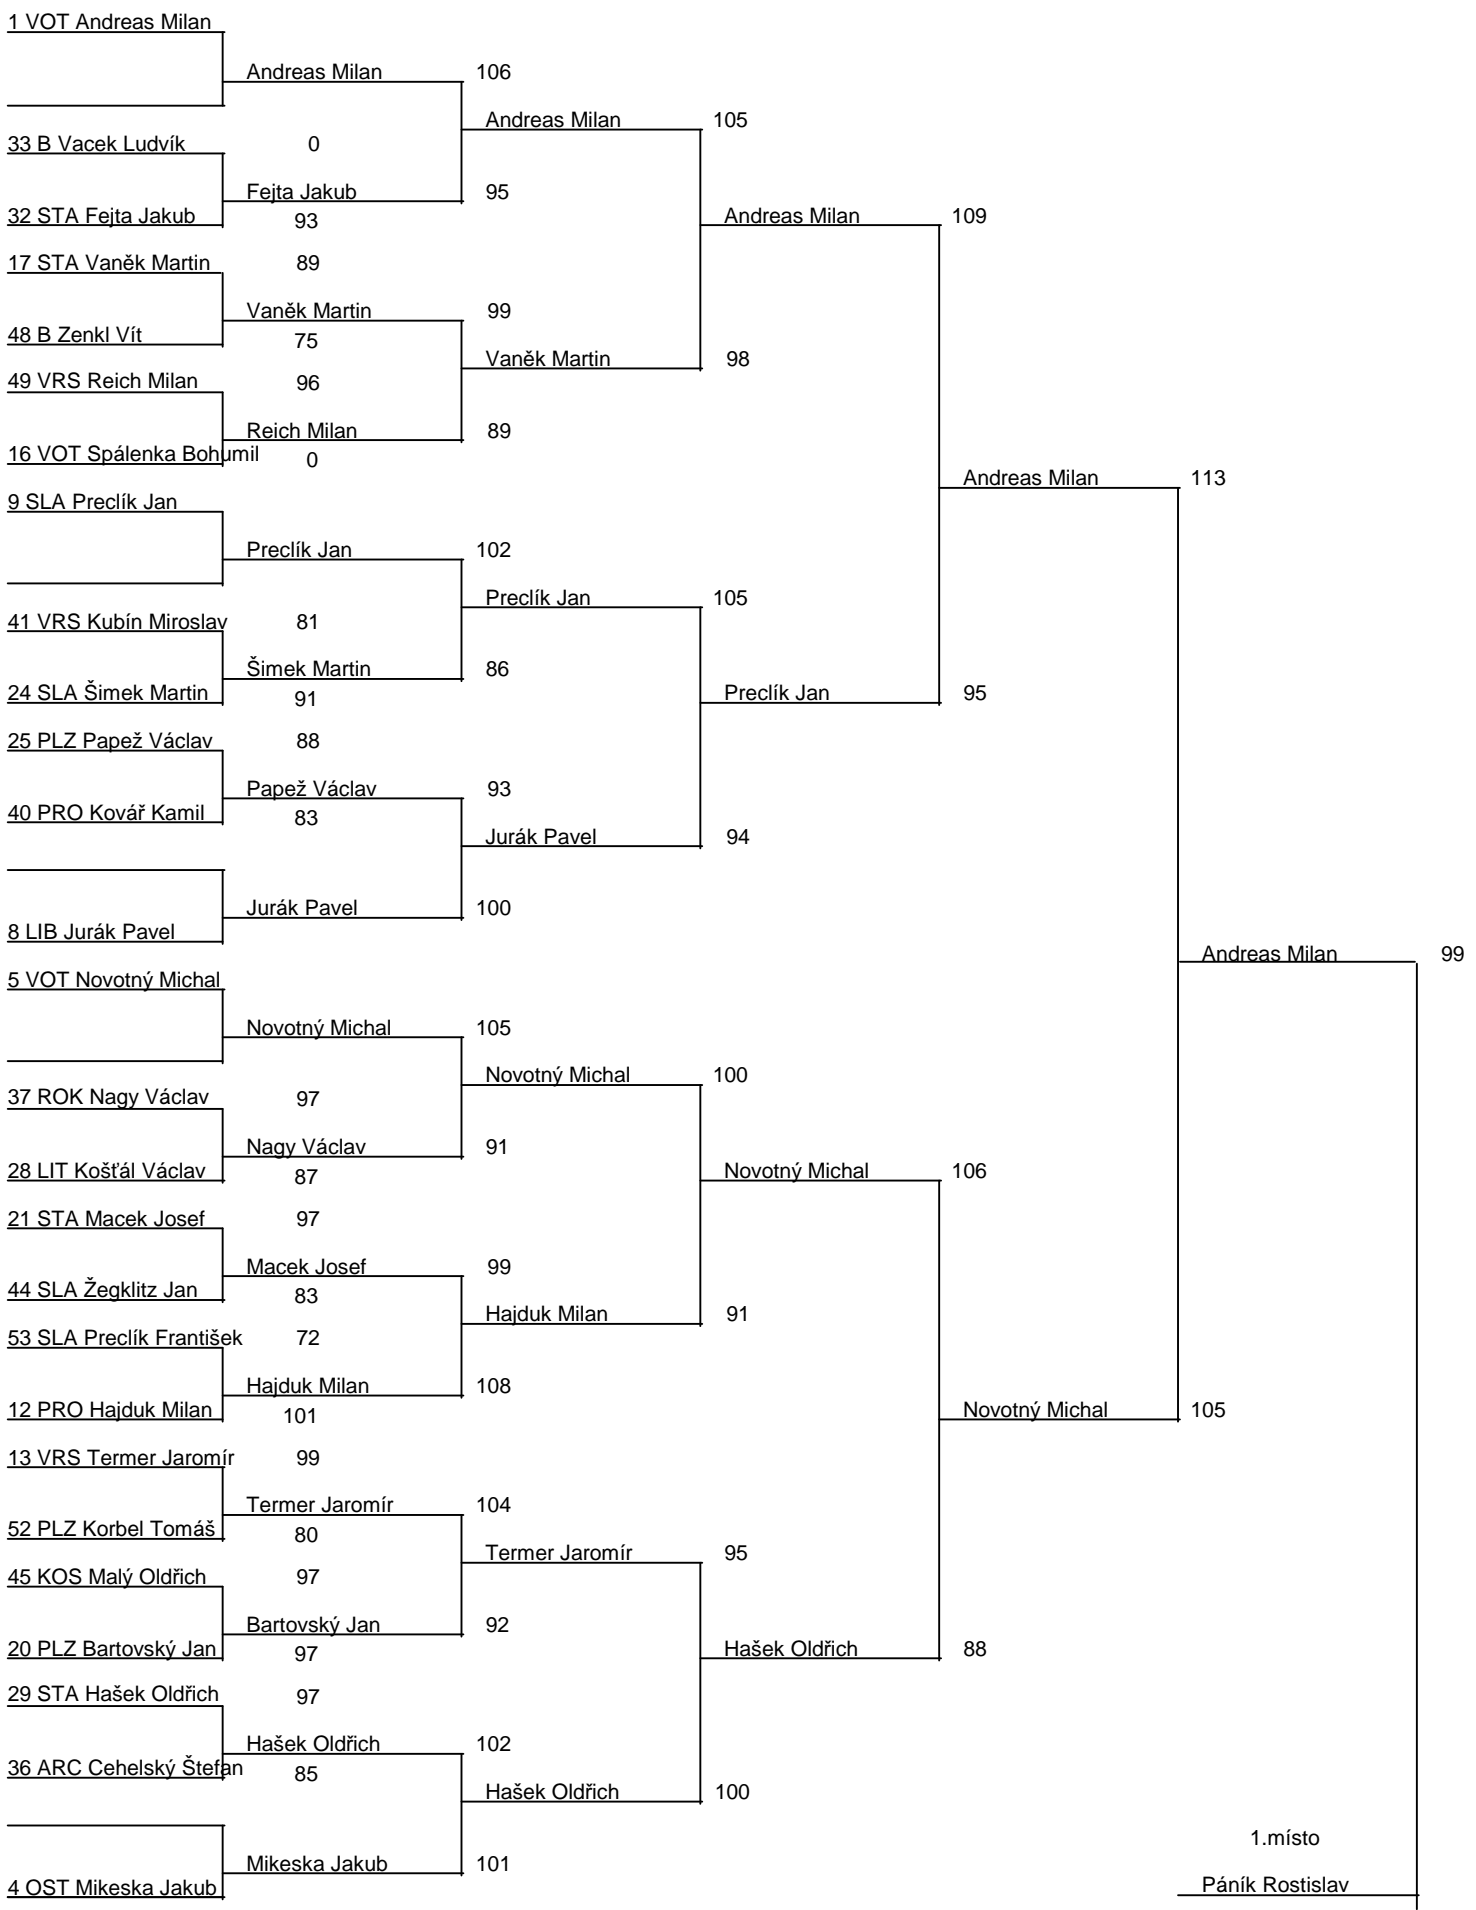 1 VOT Andreas Milan
Andreas Milan 106
Andreas Milan 105
33 B Vacek Ludvík 0
Fejta Jakub 95
32 STA Fejta Jakub 93
Andreas Milan 109
17 STA Vaněk Martin 89
Vaněk Martin 99
48 B Zenkl Vít 75
Vaněk Martin 98
49 VRS Reich Milan 96
Reich Milan 89
16 VOT Spálenka Bohumil 0
Andreas Milan 113
9 SLA Preclík Jan
Preclík Jan 102
Preclík Jan 105
41 VRS Kubín Miroslav 81
Šimek Martin 86
24 SLA Šimek Martin 91
Preclík Jan 95
25 PLZ Papež Václav 88
Papež Václav 93
40 PRO Kovář Kamil 83
Jurák Pavel 94
Jurák Pavel 100
8 LIB Jurák Pavel
Andreas Milan 99
5 VOT Novotný Michal
Novotný Michal 105
Novotný Michal 100
37 ROK Nagy Václav 97
Nagy Václav 91
28 LIT Košťál Václav 87
Novotný Michal 106
21 STA Macek Josef 97
Macek Josef 99
44 SLA Žegklitz Jan 83
Hajduk Milan 91
53 SLA Preclík František 72
Hajduk Milan 108
12 PRO Hajduk Milan 101
Novotný Michal 105
13 VRS Termer Jaromír 99
Termer Jaromír 104
52 PLZ Korbel Tomáš 80
Termer Jaromír 95
45 KOS Malý Oldřich 97
Bartovský Jan 92
20 PLZ Bartovský Jan 97
Hašek Oldřich 88
29 STA Hašek Oldřich 97
Hašek Oldřich 102
36 ARC Cehelský Štefan 85
Hašek Oldřich 100
1.místo
Mikeska Jakub 101
4 OST Mikeska Jakub
Páník Rostislav